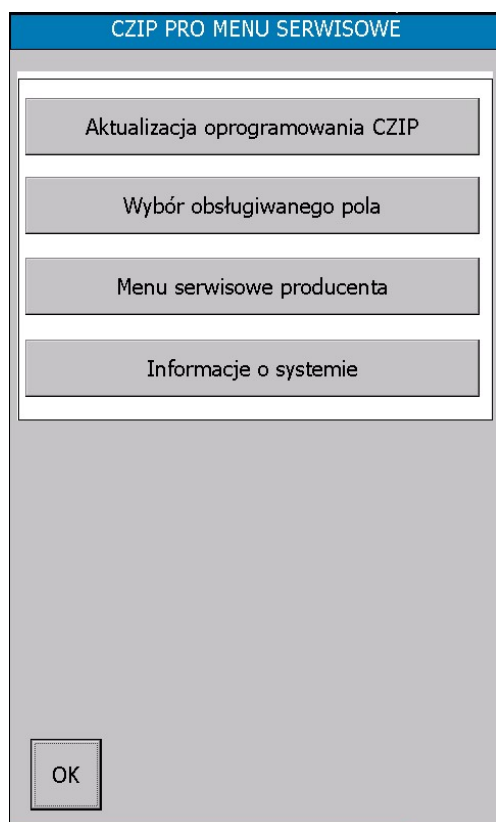 CZIP PRO MENU SERWISOWE
Aktualizacja oprogramowania CZIP
Wybór obsługiwanego pola
Menu serwisowe producenta
Informacje o systemie
OK